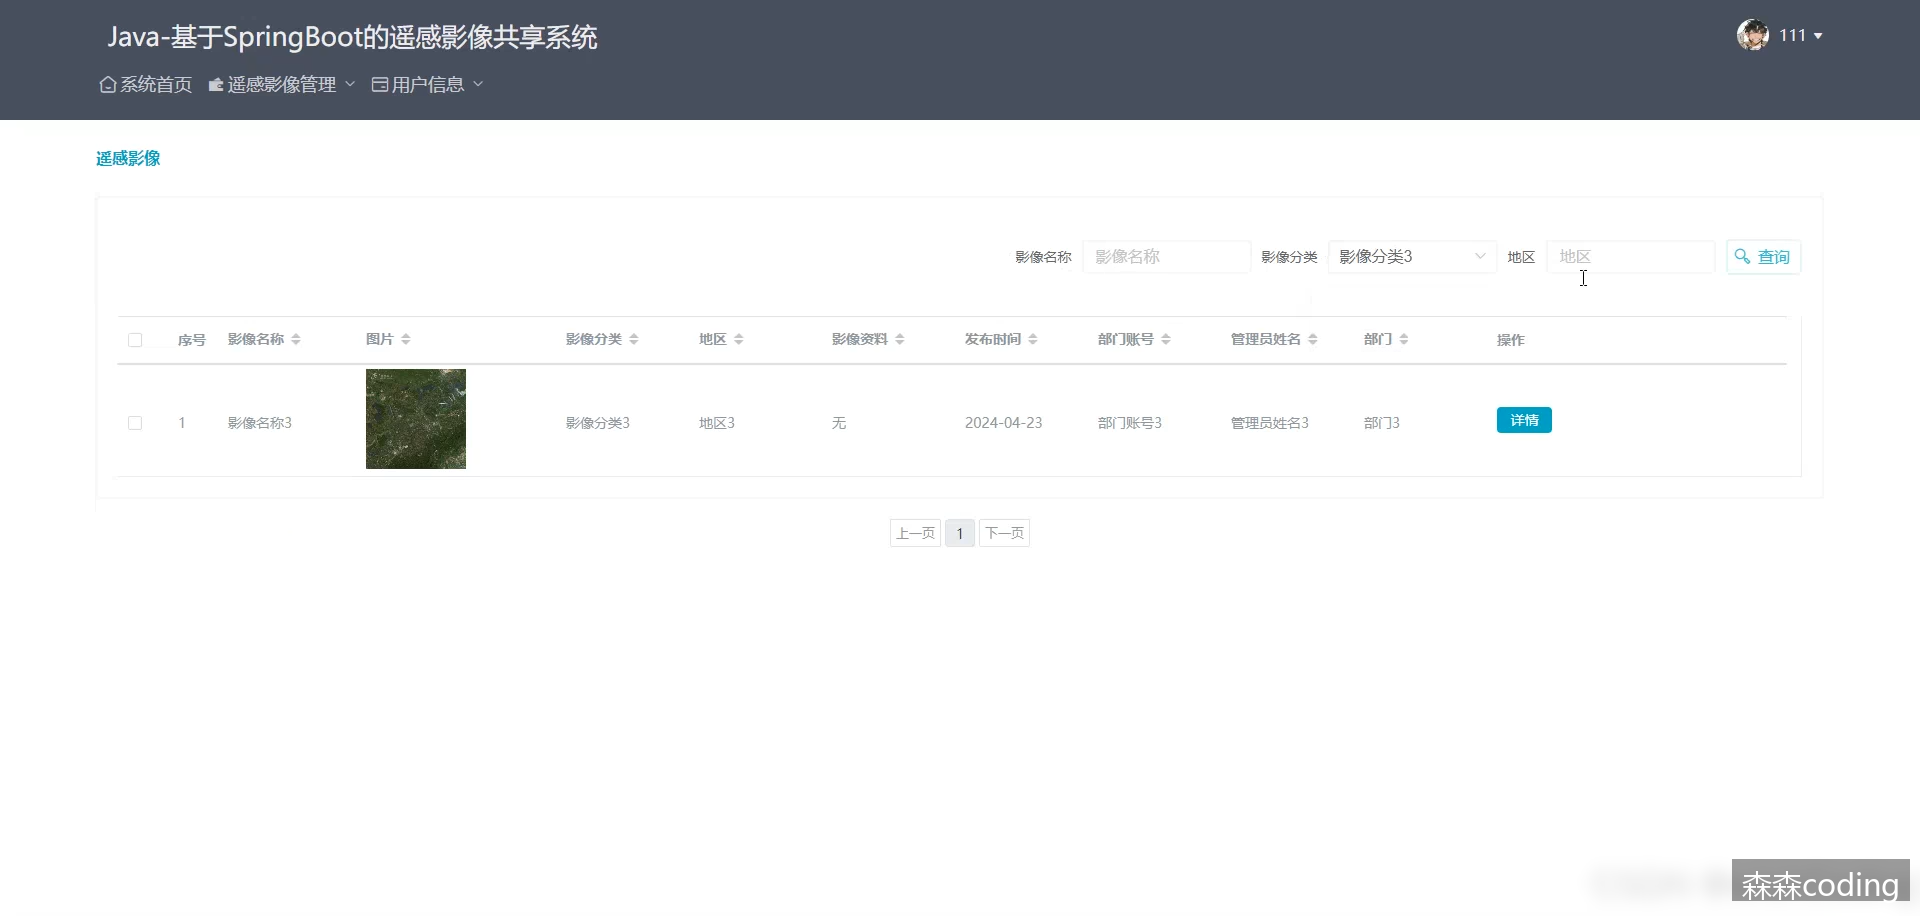 Java-基于SpringBoot的遥感影像共享系统
111
系统首页 遥感影像管理 用户信息
遥感影像
影像名称 影像名称 影像分类 影像分类3 地区 地区 查询
序号 影像名称 图片 影像分类 地区 影像资料 发布时间 部门账号 管理员姓名 部门 操作
1 影像名称3 影像分类3 地区3 无 2024-04-23 部门账号3 管理员姓名3 部门3 详情
上一页 1 下一页
森森coding